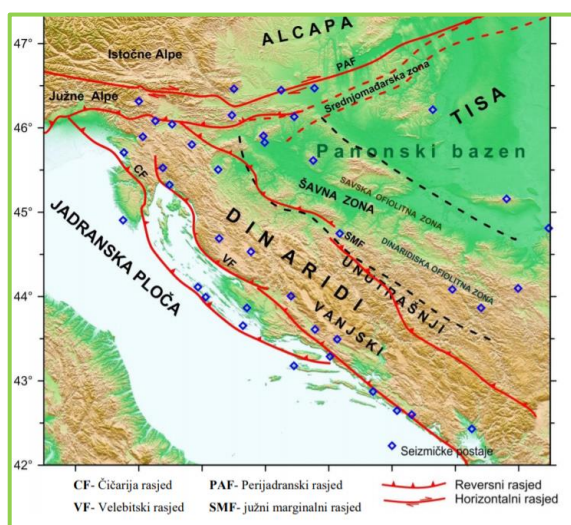 47°
46°
45°
44°
43°
42°
ALCAPA
Istočne Alpe
PAF
Južne Alpe
Srednjomađarska zona
TISA
Panonski bazen
CF
ŠAVNA ZONA
SAVSKA OFIOLITNA ZONA
JADRANSKA PLOČA
DINARIDI
SMF
DINARIDISKA OFIOLITNA ZONA
VF
UNUTRAŠNJI
VANJSKI
Seizmičke postaje
CF- Čičarija rasjed
PAF- Perijadranski rasjed
Reversni rasjed
Horizontalni rasjed
VF- Velebitski rasjed
SMF- južni marginalni rasjed